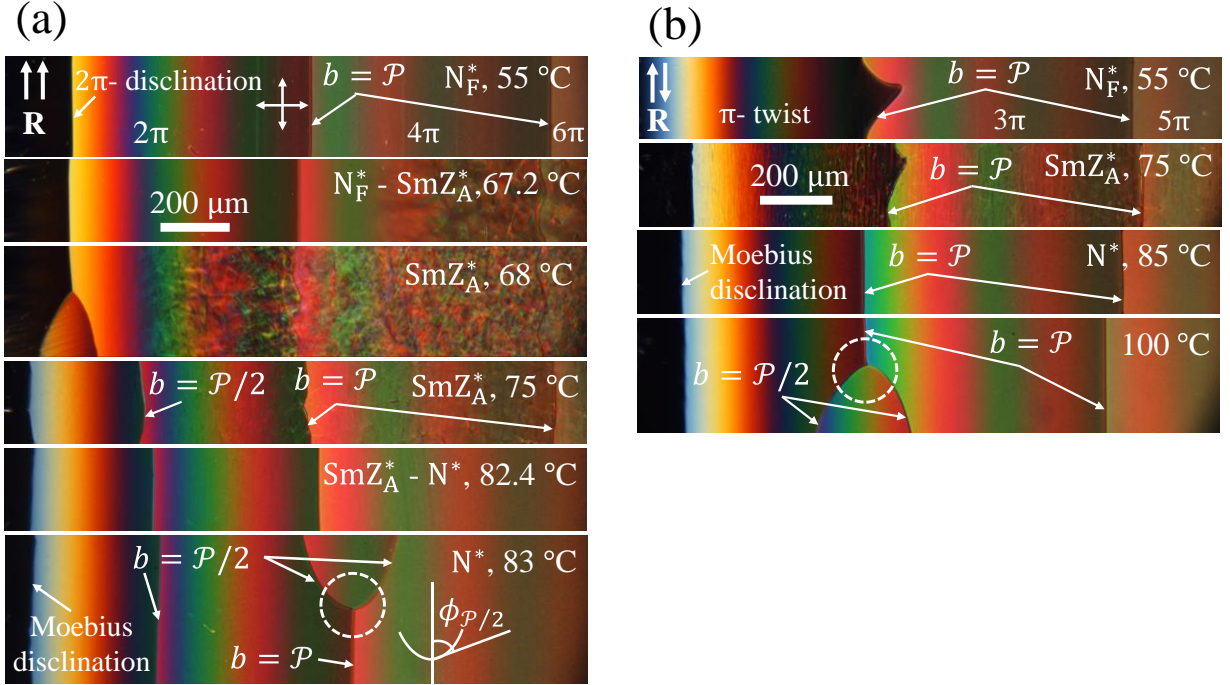 (a)
2π- disclination
b = 𝒫
N*F, 55 °C
R
2π
4π
6π
N*F - SmZ*A,67.2 °C
200 μm
SmZ*A, 68 °C
b = 𝒫/2
b = 𝒫
SmZ*A, 75 °C
SmZ*A - N*, 82.4 °C
b = 𝒫/2
N*, 83 °C
Moebius
disclination
b = 𝒫
ϕ𝒫/2
(b)
b = 𝒫
N*F, 55 °C
R
π- twist
3π
5π
200 μm
b = 𝒫
SmZ*A, 75 °C
Moebius
disclination
b = 𝒫
N*, 85 °C
b = 𝒫
100 °C
b = 𝒫/2